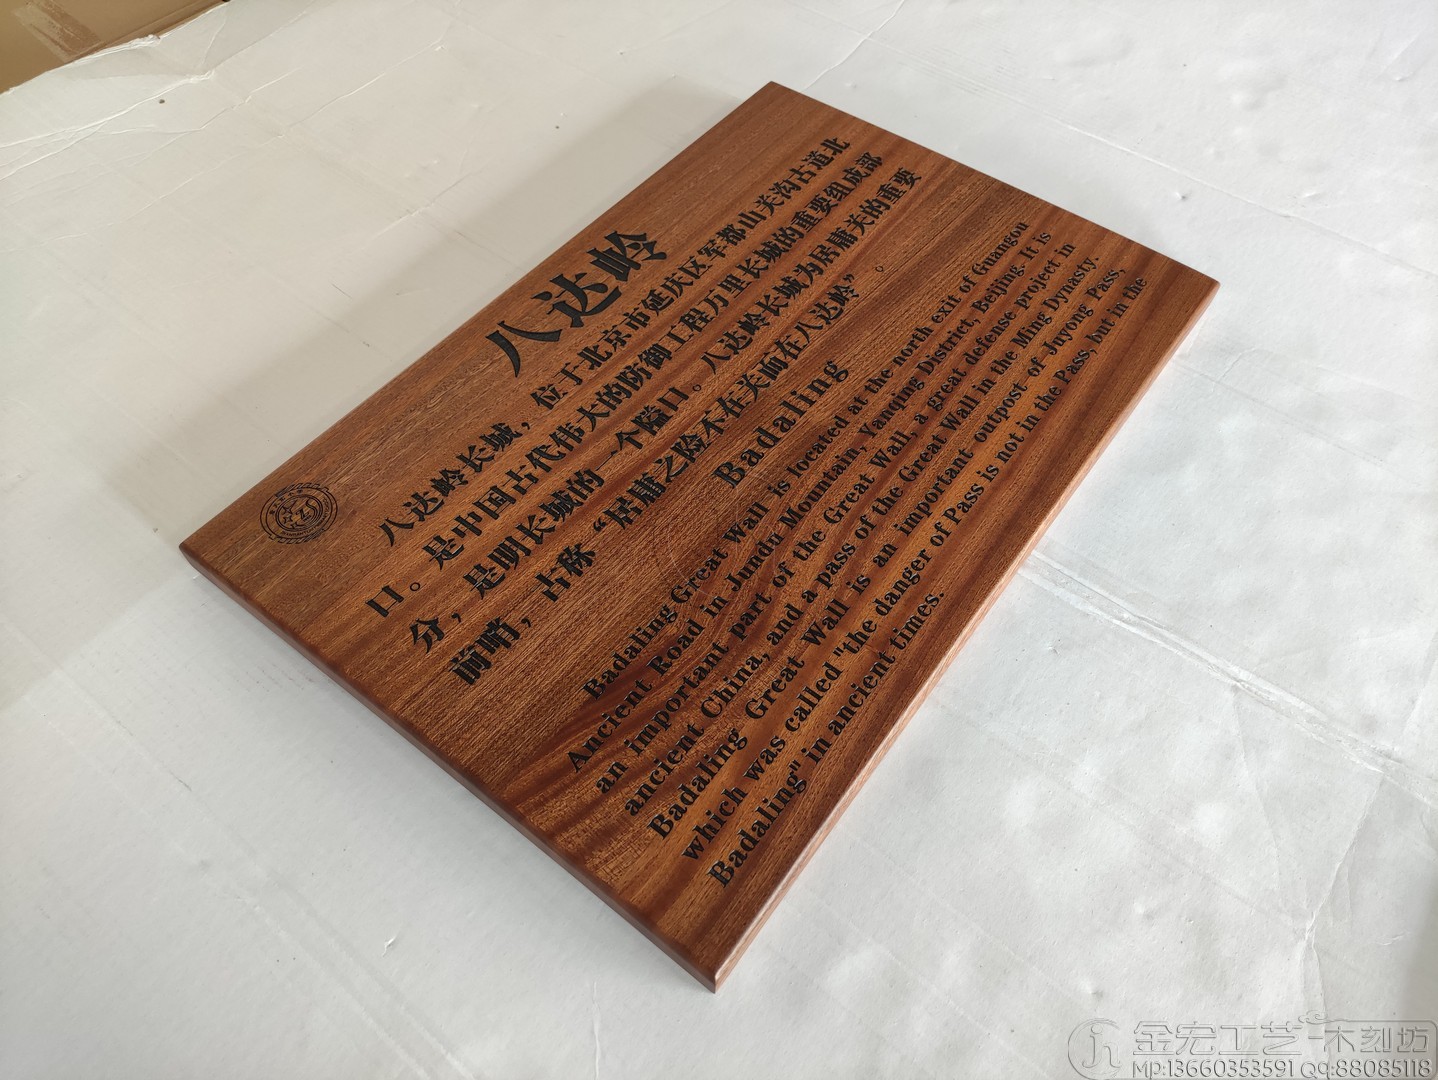 八达岭
八达岭长城，位于北京市延庆区军都山关沟古道北
口。是中国古代伟大的防御工程万里长城的重要组成部
分，是明长城的一个隘口。八达岭长城为居庸关的重要
前哨，古称“居庸之险不在关而在八达岭”。
Badaling
Badaling Great Wall is located at the north exit of Guangou
Ancient Road in Jundu Mountain, Yanqing District, Beijing. It is
an important part of the Great Wall, a great defense project in
ancient China, and a pass of the Great Wall in the Ming Dynasty.
Badaling Great Wall is an important outpost of Juyong Pass,
which was called "the danger of Pass is not in the Pass, but in the
Badaling" in ancient times.
金宏工艺-木刻坊
MP:13660353591 QQ:88085118